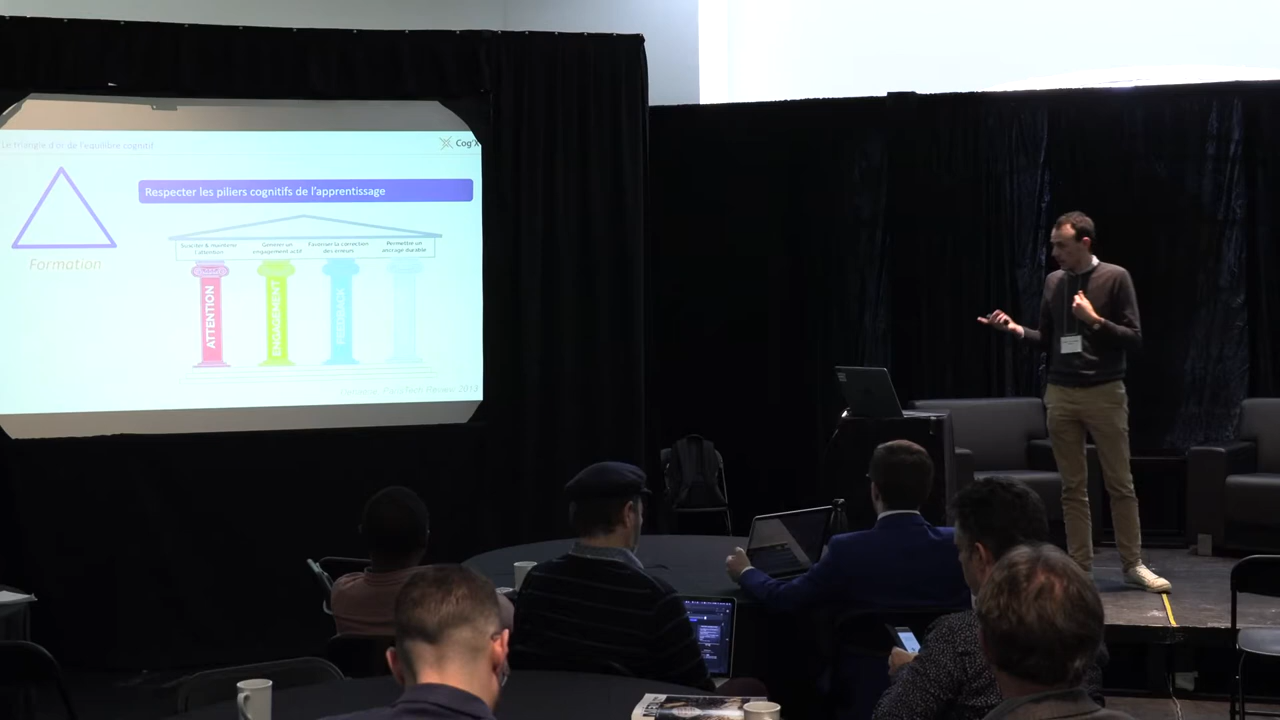 Le triangle d'or de l'équilibre cognitif
Cog'X
Respecter les piliers cognitifs de l'apprentissage
Formation
Susciter & maintenir
l'attention
Générer un
engagement actif
Favoriser la correction
des erreurs
Permettre un
ancrage durable
ATTENTION
ENGAGEMENT
FEEDBACK